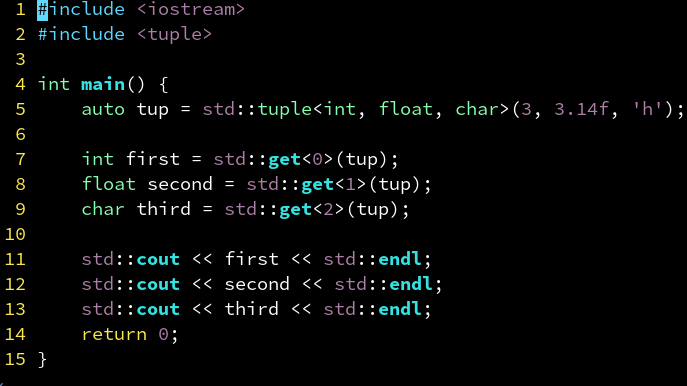 1 #include <iostream>
2 #include <tuple>
3
4 int main() {
5     auto tup = std::tuple<int, float, char>(3, 3.14f, 'h');
6
7     int first = std::get<0>(tup);
8     float second = std::get<1>(tup);
9     char third = std::get<2>(tup);
10
11     std::cout << first << std::endl;
12     std::cout << second << std::endl;
13     std::cout << third << std::endl;
14     return 0;
15 }